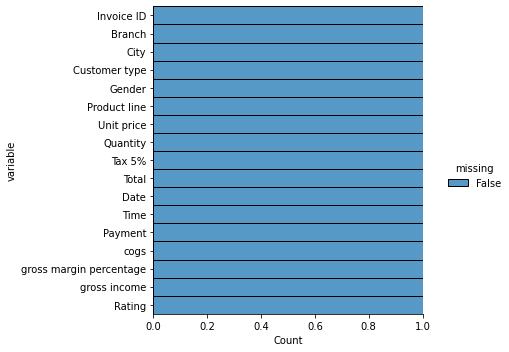 Invoice ID
Branch
City
Customer type
Gender
Product line
Unit price
Quantity
Tax 5%
Total
Date
Time
Payment
cogs
gross margin percentage
gross income
Rating
variable
0.0 0.2 0.4 0.6 0.8 1.0
Count
missing
False